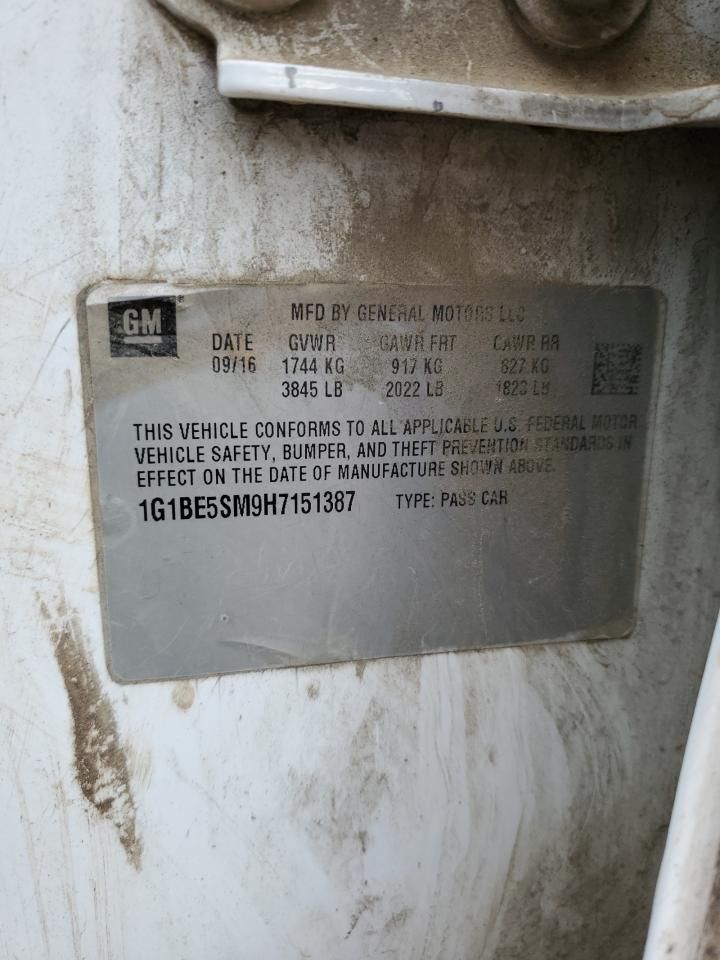 GM®
MFD BY GENERAL MOTORS LLC
DATE GVWR GAWR FRT GAWR RR
09/16 1744 KG 917 KG 827 KG
3845 LB 2022 LB 1823 LB
THIS VEHICLE CONFORMS TO ALL APPLICABLE U.S. FEDERAL MOTOR
VEHICLE SAFETY, BUMPER, AND THEFT PREVENTION STANDARDS IN
EFFECT ON THE DATE OF MANUFACTURE SHOWN ABOVE.
1G1BE5SM9H7151387 TYPE: PASS CAR